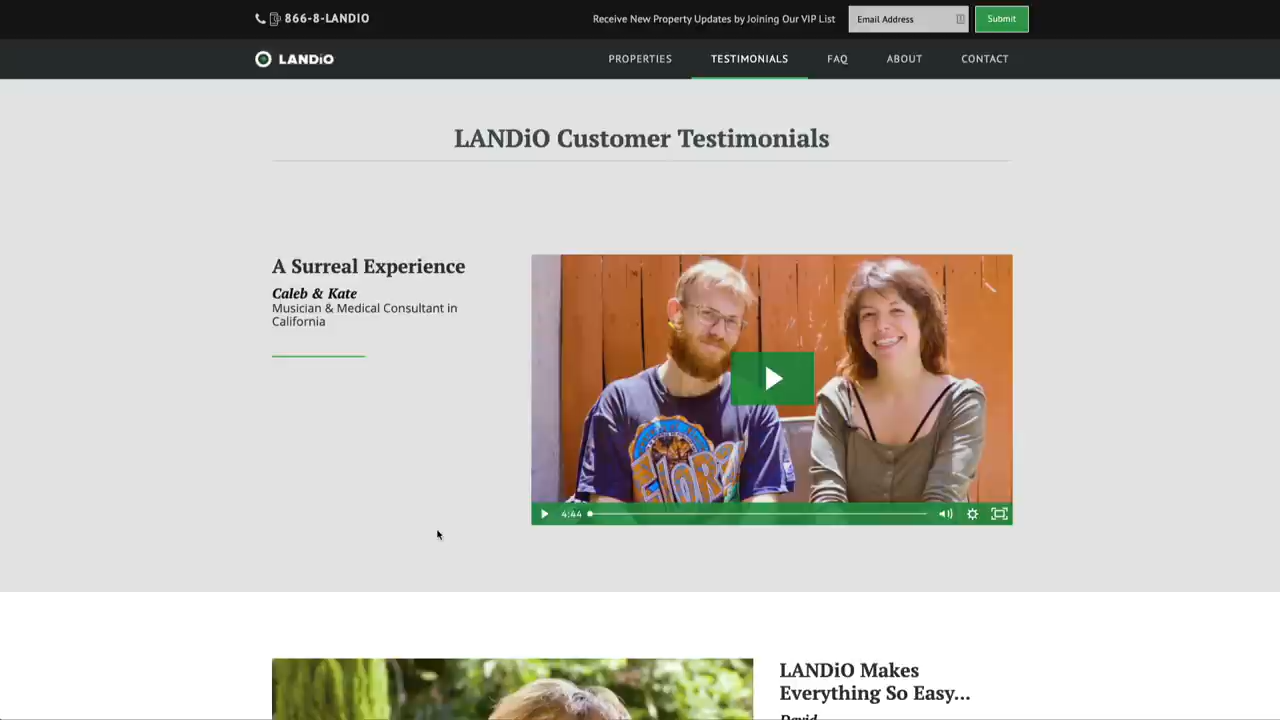 866-8-LANDIO
Receive New Property Updates by Joining Our VIP List
Email Address
Submit
LANDiO
PROPERTIES
TESTIMONIALS
FAQ
ABOUT
CONTACT
LANDiO Customer Testimonials
A Surreal Experience
Caleb & Kate
Musician & Medical Consultant in
California
4:44
LANDiO Makes
Everything So Easy...
David